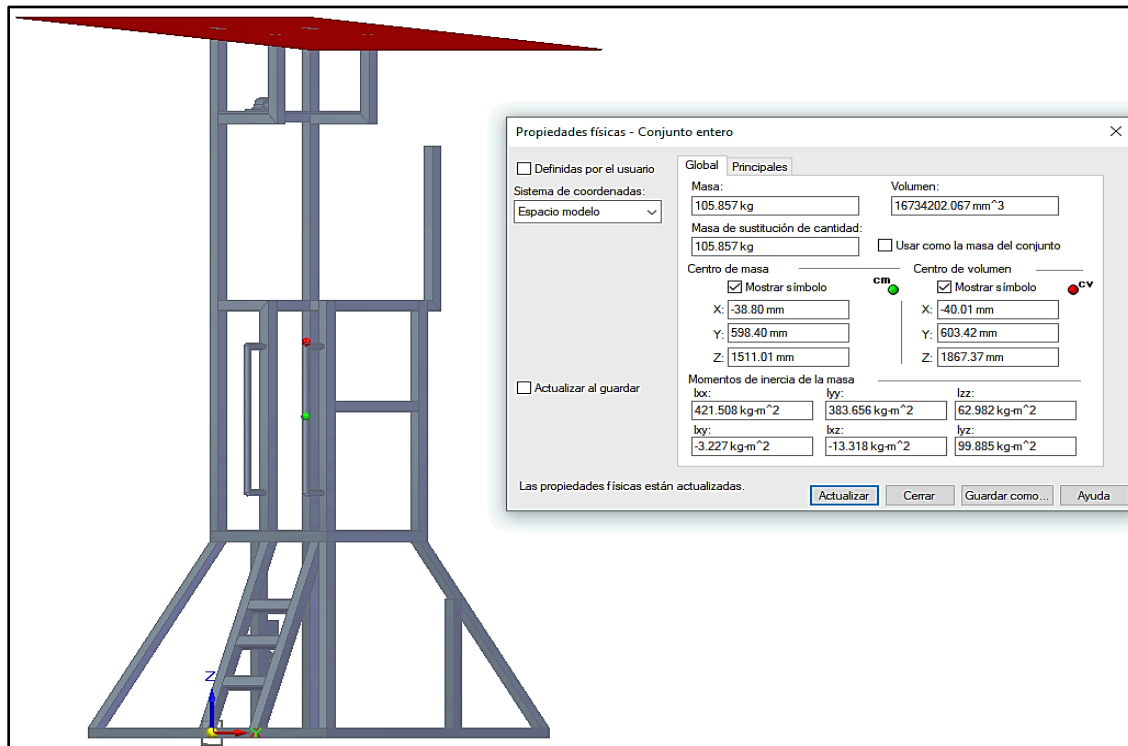 Propiedades físicas - Conjunto entero
Definidas por el usuario
Sistema de coordenadas:
Espacio modelo
Actualizar al guardar
Las propiedades físicas están actualizadas.
Global Principales
Masa: Volumen:
105.857 kg 16734202.067 mm^3
Masa de sustitución de cantidad:
105.857 kg Usar como la masa del conjunto
Centro de masa Centro de volumen
Mostrar símbolo cm Mostrar símbolo cv
X: -38.80 mm X: -40.01 mm
Y: 598.40 mm Y: 603.42 mm
Z: 1511.01 mm Z: 1867.37 mm
Momentos de inercia de la masa
Ixx: Iyy: Izz:
421.508 kg-m^2 383.656 kg-m^2 62.982 kg-m^2
Ixy: Ixz: Iyz:
-3.227 kg-m^2 -13.318 kg-m^2 99.885 kg-m^2
Actualizar Cerrar Guardar como... Ayuda
Z
Y